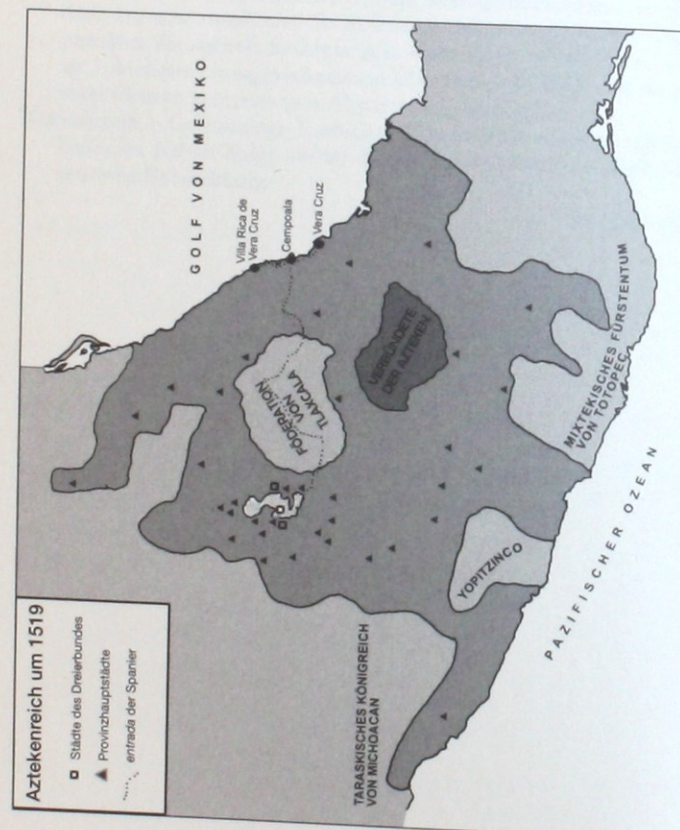 Aztekenreich um 1519
Städte des Dreierbundes
Provinzhauptstädte
entrada der Spanier
GOLF VON MEXIKO
Villa Rica de
Vera Cruz
Cempoala
Vera Cruz
FÖDERATION
VON
TLAXCALA
VERBÜNDETE
DER AZTEKEN
TARASKISCHES KÖNIGREICH
VON MICHOACAN
YOPITZINCO
MIXTEKISCHES FÜRSTENTUM
VON TOTOPEC
PAZIFISCHER OZEAN